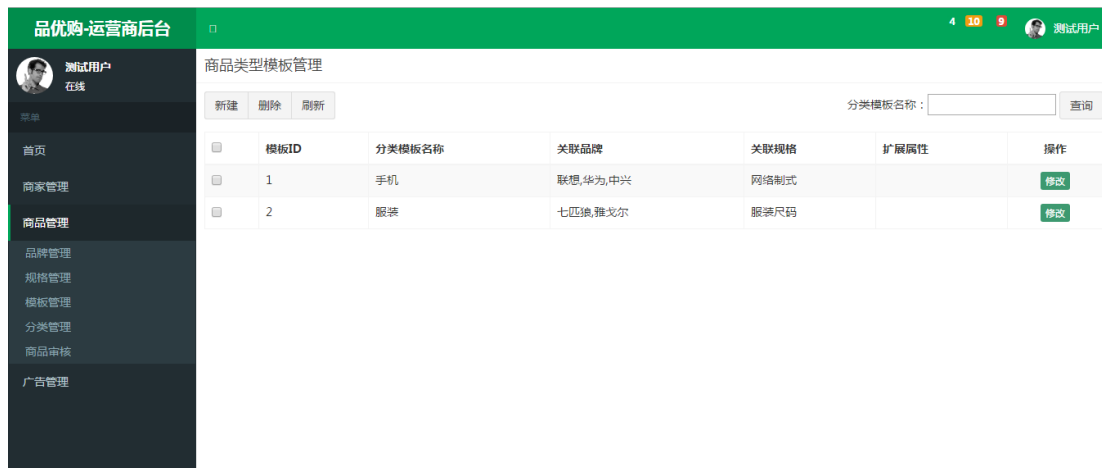 品优购-运营商后台
4 10 9 测试用户
测试用户
在线
菜单
首页
商家管理
商品管理
品牌管理
规格管理
模板管理
分类管理
商品审核
广告管理
商品类型模板管理
新建 删除 刷新 分类模板名称： 查询
模板ID 分类模板名称 关联品牌 关联规格 扩展属性 操作
1 手机 联想,华为,中兴 网络制式 修改
2 服装 七匹狼,雅戈尔 服装尺码 修改